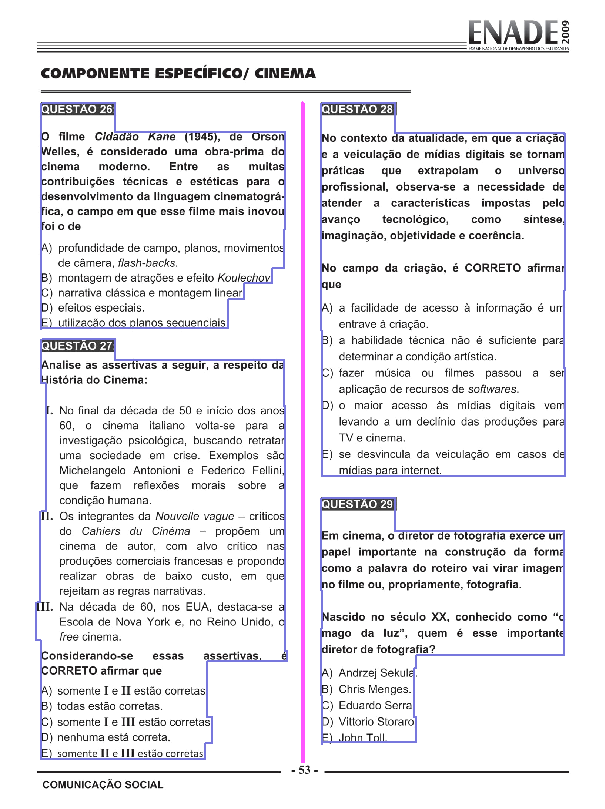 ENADE 2009
EXAME NACIONAL DE DESEMPENHO DOS ESTUDANTES
COMPONENTE ESPECÍFICO/ CINEMA
QUESTÃO 26
O filme Cidadão Kane (1945), de Orson
Welles, é considerado uma obra-prima do
cinema moderno. Entre as muitas
contribuições técnicas e estéticas para o
desenvolvimento da linguagem cinematográ-
fica, o campo em que esse filme mais inovou
foi o de
A) profundidade de campo, planos, movimentos
de câmera, flash-backs.
B) montagem de atrações e efeito Koulechov
C) narrativa clássica e montagem linear
D) efeitos especiais.
E) utilização dos planos sequenciais
QUESTÃO 27
Analise as assertivas a seguir, a respeito da
História do Cinema:
I. No final da década de 50 e início dos anos
60, o cinema italiano volta-se para a
investigação psicológica, buscando retratar
uma sociedade em crise. Exemplos são
Michelangelo Antonioni e Federico Fellini,
que fazem reflexões morais sobre a
condição humana.
II. Os integrantes da Nouvelle vague – críticos
do Cahiers du Cinéma – propõem um
cinema de autor, com alvo crítico nas
produções comerciais francesas e propondo
realizar obras de baixo custo, em que
rejeitam as regras narrativas.
III. Na década de 60, nos EUA, destaca-se a
Escola de Nova York e, no Reino Unido, o
free cinema.
Considerando-se essas assertivas, é
CORRETO afirmar que
A) somente I e II estão corretas
B) todas estão corretas.
C) somente I e III estão corretas
D) nenhuma está correta.
E) somente II e III estão corretas
QUESTÃO 28
No contexto da atualidade, em que a criação
e a veiculação de mídias digitais se tornam
práticas que extrapolam o universo
profissional, observa-se a necessidade de
atender a características impostas pelo
avanço tecnológico, como síntese,
imaginação, objetividade e coerência.
No campo da criação, é CORRETO afirmar
que
A) a facilidade de acesso à informação é um
entrave à criação.
B) a habilidade técnica não é suficiente para
determinar a condição artística.
C) fazer música ou filmes passou a ser
aplicação de recursos de softwares.
D) o maior acesso às mídias digitais vem
levando a um declínio das produções para
TV e cinema.
E) se desvincula da veiculação em casos de
mídias para internet.
QUESTÃO 29
Em cinema, o diretor de fotografia exerce um
papel importante na construção da forma
como a palavra do roteiro vai virar imagem
no filme ou, propriamente, fotografia.
Nascido no século XX, conhecido como “o
mago da luz”, quem é esse importante
diretor de fotografia?
A) Andrzej Sekula.
B) Chris Menges.
C) Eduardo Serra
D) Vittorio Storaro
E) John Toll.
- 53 -
COMUNICAÇÃO SOCIAL